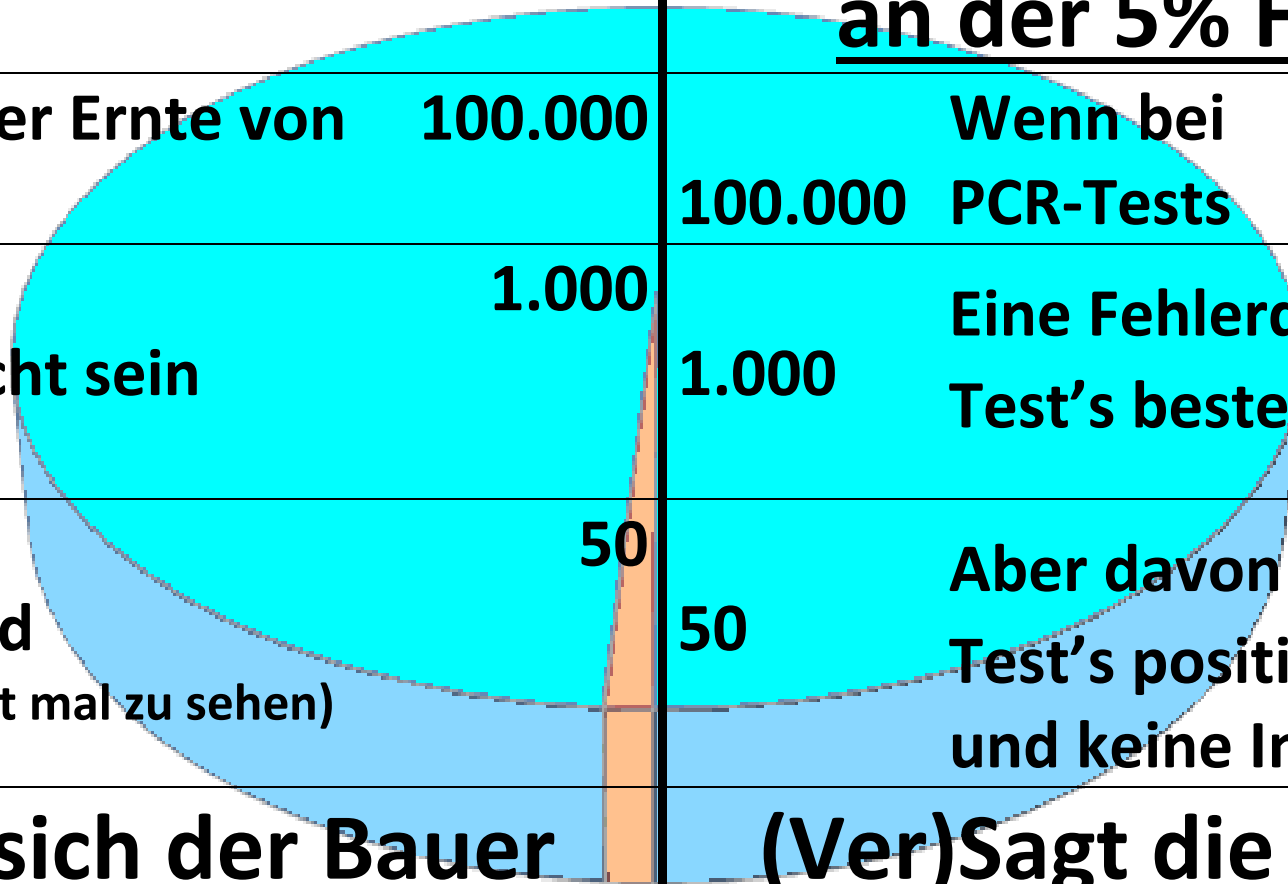 an der 5%
er Ernte von 100.000
Wenn bei
100.000 PCR-Tests
1.000
Eine
cht sein
1.000
Test’s beste
50
Aber davon
d
50
Test’s positi
t mal zu sehen)
und keine
sich der Bauer
(Ver)Sagt die